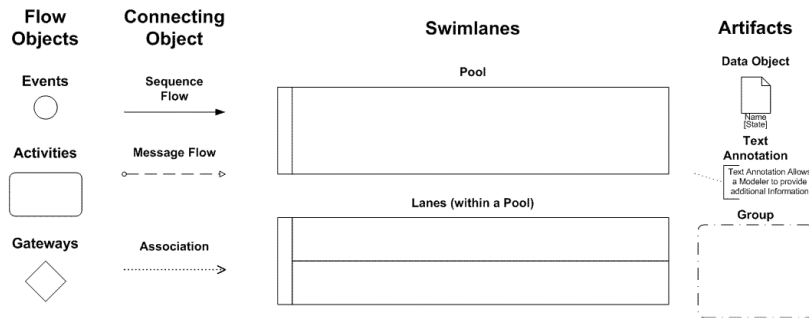 Flow
Objects
Events
Activities
Gateways
Connecting
Object
Sequence
Flow
Message Flow
Association
Swimlanes
Pool
Lanes (within a Pool)
Artifacts
Data Object
Name
[State]
Text
Annotation
Text Annotation Allows
a Modeler to provide
additional Information
Group